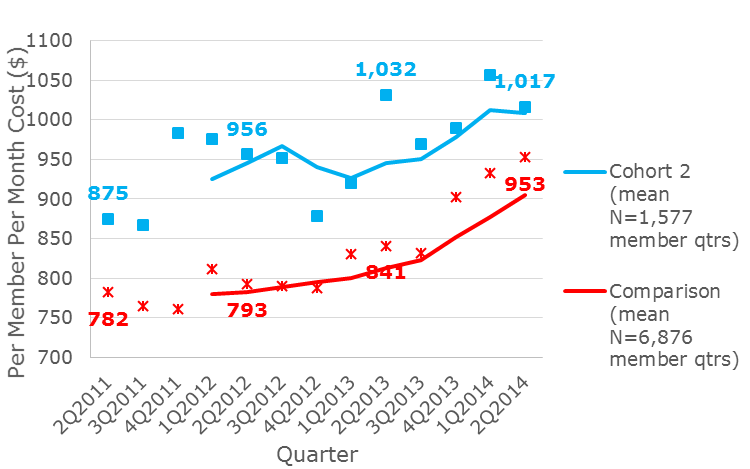 Per Member Per Month Cost ($)
1100
1050
1000
950
900
850
800
750
700
875
956
1,032
1,017
782
793
841
953
2Q2011
3Q2011
4Q2011
1Q2012
2Q2012
3Q2012
4Q2012
1Q2013
2Q2013
3Q2013
4Q2013
1Q2014
2Q2014
Quarter
Cohort 2
(mean
N=1,577
member qtrs)
Comparison
(mean
N=6,876
member qtrs)